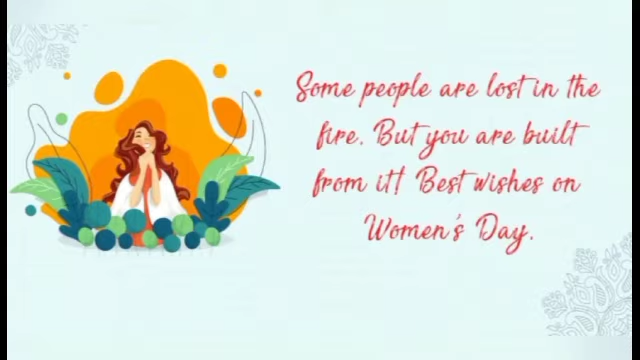 Some people are lost in the
fire. But you are built
from it! Best wishes on
Women's Day.